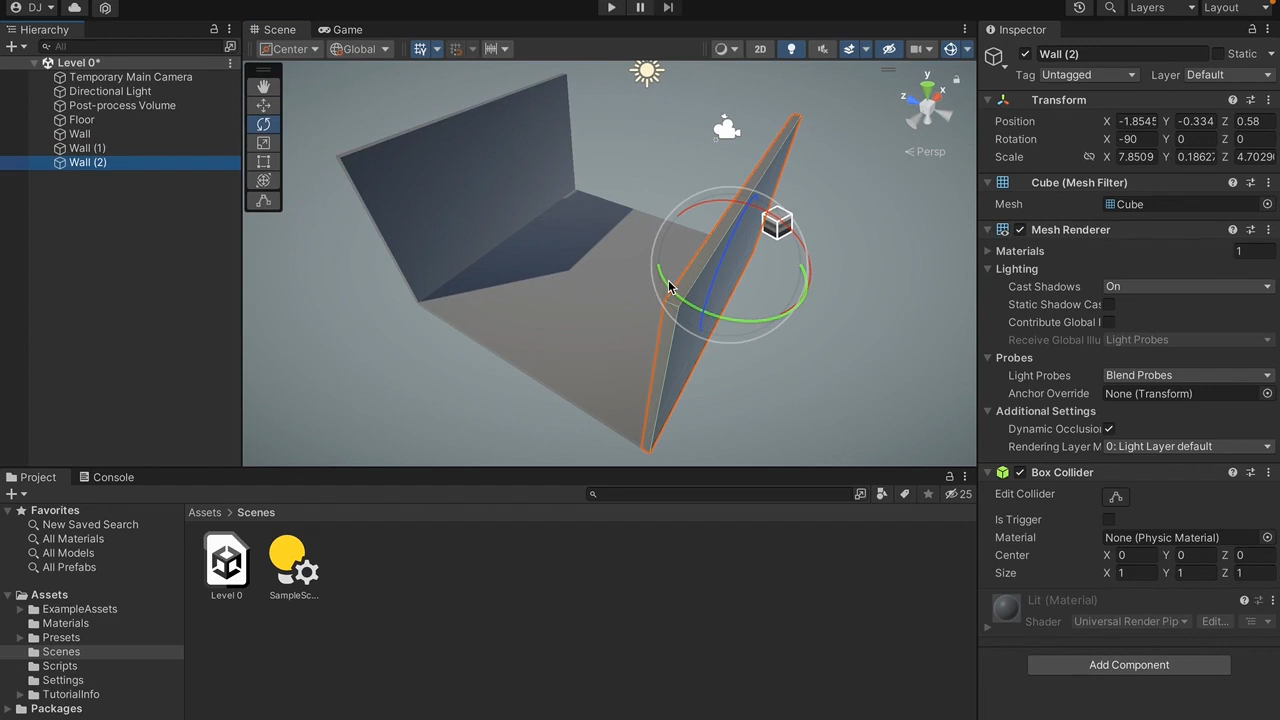 DJ
Layers
Layout
Hierarchy
Scene
Game
Inspector
All
Center
Global
2D
Wall (2)
Static
Tag Untagged Layer Default
Level 0*
Temporary Main Camera
Directional Light
Post-process Volume
Floor
Wall
Wall (1)
Wall (2)
y
x
z
Persp
Transform
Position X -1.8545 Y -0.334 Z 0.58
Rotation X -90 Y 0 Z 0
Scale X 7.8509 Y 0.1862 Z 4.7029
Cube (Mesh Filter)
Mesh Cube
Mesh Renderer
Materials 1
Lighting
Cast Shadows On
Static Shadow Cas
Contribute Global I
Receive Global Illu Light Probes
Probes
Light Probes Blend Probes
Anchor Override None (Transform)
Additional Settings
Dynamic Occlusion
Rendering Layer M 0: Light Layer default
Box Collider
Edit Collider
Is Trigger
Material None (Physic Material)
Center X 0 Y 0 Z 0
Size X 1 Y 1 Z 1
Lit (Material)
Shader Universal Render Pip Edit...
Add Component
Project
Console
25
Favorites
New Saved Search
All Materials
All Models
All Prefabs
Assets
ExampleAssets
Materials
Presets
Scenes
Scripts
Settings
TutorialInfo
Packages
Assets > Scenes
Level 0
SampleSc...